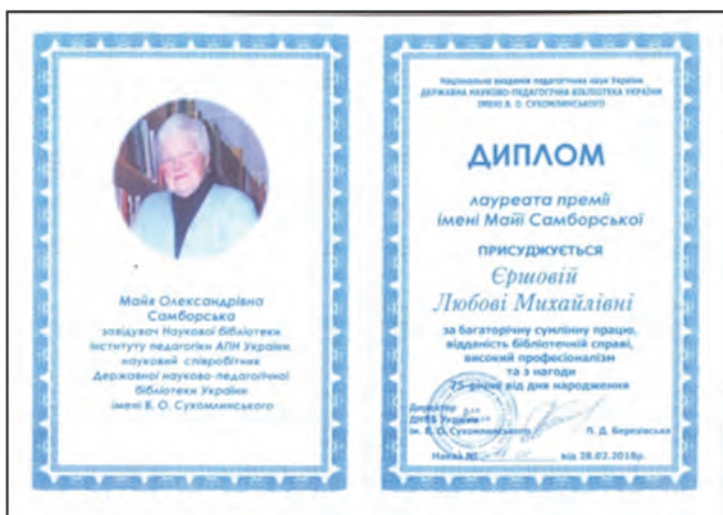 Майя Олександрівна
Самборська
завідувач Наукової бібліотеки
Інституту педагогіки АПН України
науковий співробітник
Державної науково-педагогічної
бібліотеки України
імені В. О. Сухомлинського
Національна академія педагогічних наук України
ДЕРЖАВНА НАУКОВО-ПЕДАГОГІЧНА БІБЛІОТЕКА УКРАЇНИ
ІМЕНІ В. О. СУХОМЛИНСЬКОГО
ДИПЛОМ
лауреата премії
імені Майї Самборської
ПРИСУДЖУЄТЬСЯ
Єршовій
Любові Михайлівні
за багаторічну сумлінну працю,
відданість бібліотечній справі,
високий професіоналізм
та з нагоди
75-річчя від дня народження
Директор
ДНПБ України
ім. В. О. Сухомлинського П. Д. Березівська
Наказ № від 28.02.2018р.